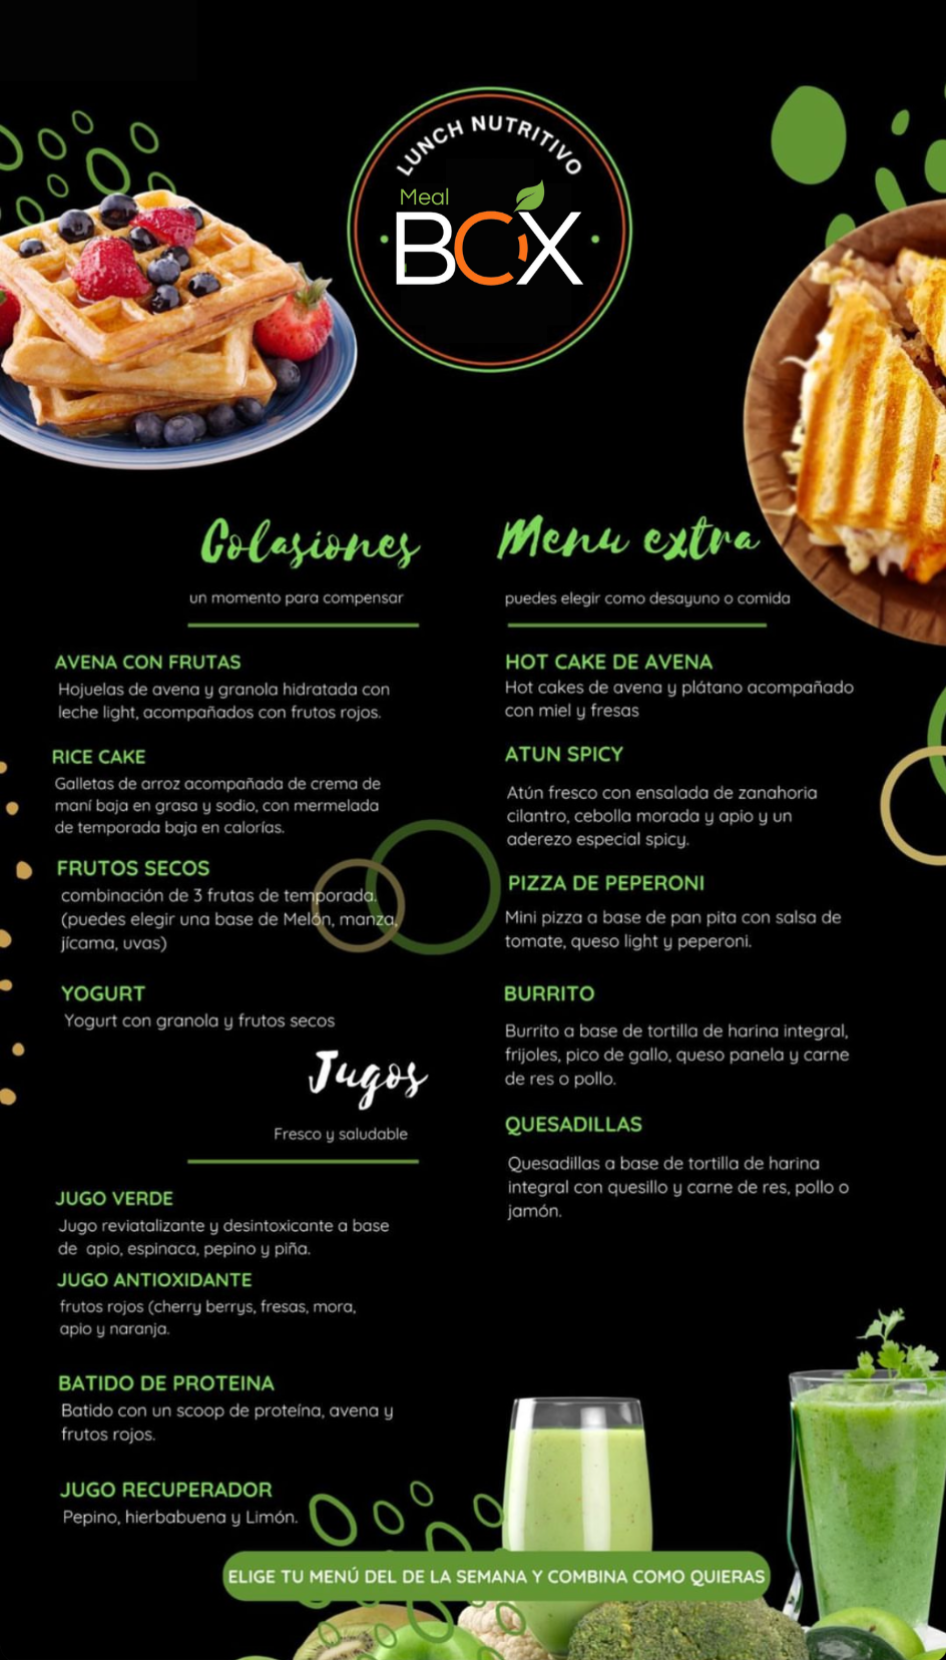 LUNCH NUTRITIVO
Meal
BOX
Colasiones
un momento para compensar
AVENA CON FRUTAS
Hojuelas de avena y granola hidratada con
leche light, acompañados con frutos rojos.
RICE CAKE
Galletas de arroz acompañada de crema de
maní baja en grasa y sodio, con mermelada
de temporada baja en calorías.
FRUTOS SECOS
combinación de 3 frutas de temporada.
(puedes elegir una base de Melón, manza,
jícama, uvas)
YOGURT
Yogurt con granola y frutos secos
Jugos
Fresco y saludable
JUGO VERDE
Jugo reviatalizante y desintoxicante a base
de apio, espinaca, pepino y piña.
JUGO ANTIOXIDANTE
frutos rojos (cherry berrys, fresas, mora,
apio y naranja.
BATIDO DE PROTEINA
Batido con un scoop de proteína, avena y
frutos rojos.
JUGO RECUPERADOR
Pepino, hierbabuena y Limón.
Menu extra
puedes elegir como desayuno o comida
HOT CAKE DE AVENA
Hot cakes de avena y plátano acompañado
con miel y fresas
ATUN SPICY
Atún fresco con ensalada de zanahoria
cilantro, cebolla morada y apio y un
aderezo especial spicy.
PIZZA DE PEPERONI
Mini pizza a base de pan pita con salsa de
tomate, queso light y peperoni.
BURRITO
Burrito a base de tortilla de harina integral,
frijoles, pico de gallo, queso panela y carne
de res o pollo.
QUESADILLAS
Quesadillas a base de tortilla de harina
integral con quesillo y carne de res, pollo o
jamón.
ELIGE TU MENÚ DEL DE LA SEMANA Y COMBINA COMO QUIERAS